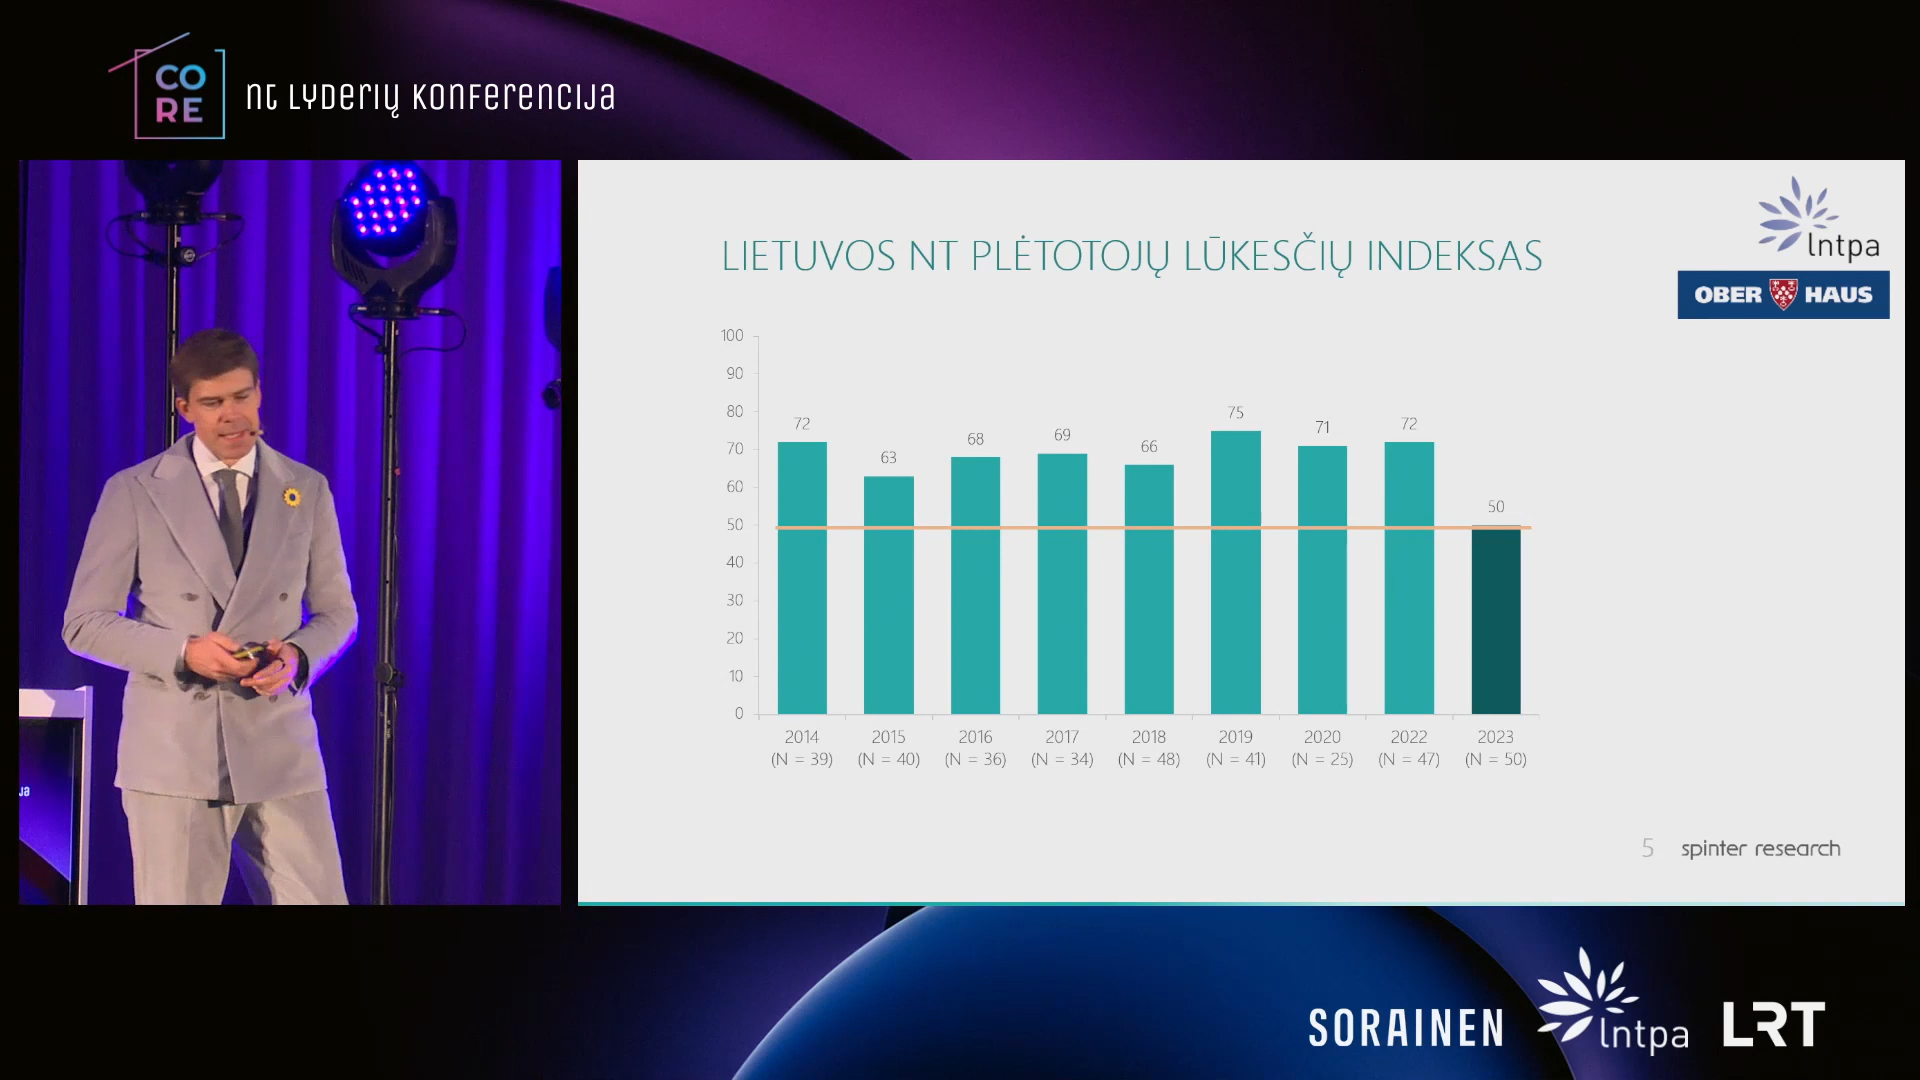 CO
RE
nt lyderių konferencija
LIETUVOS NT PLĖTOTOJŲ LŪKESČIŲ INDEKSAS
lntpa
OBER HAUS
100
90
80
70
60
50
40
30
20
10
0
72
63
68
69
66
75
71
72
50
2014
2015
2016
2017
2018
2019
2020
2022
2023
(N = 39)
(N = 40)
(N = 36)
(N = 34)
(N = 48)
(N = 41)
(N = 25)
(N = 47)
(N = 50)
5 spinter research
ija
SORAINEN
lntpa
LRT